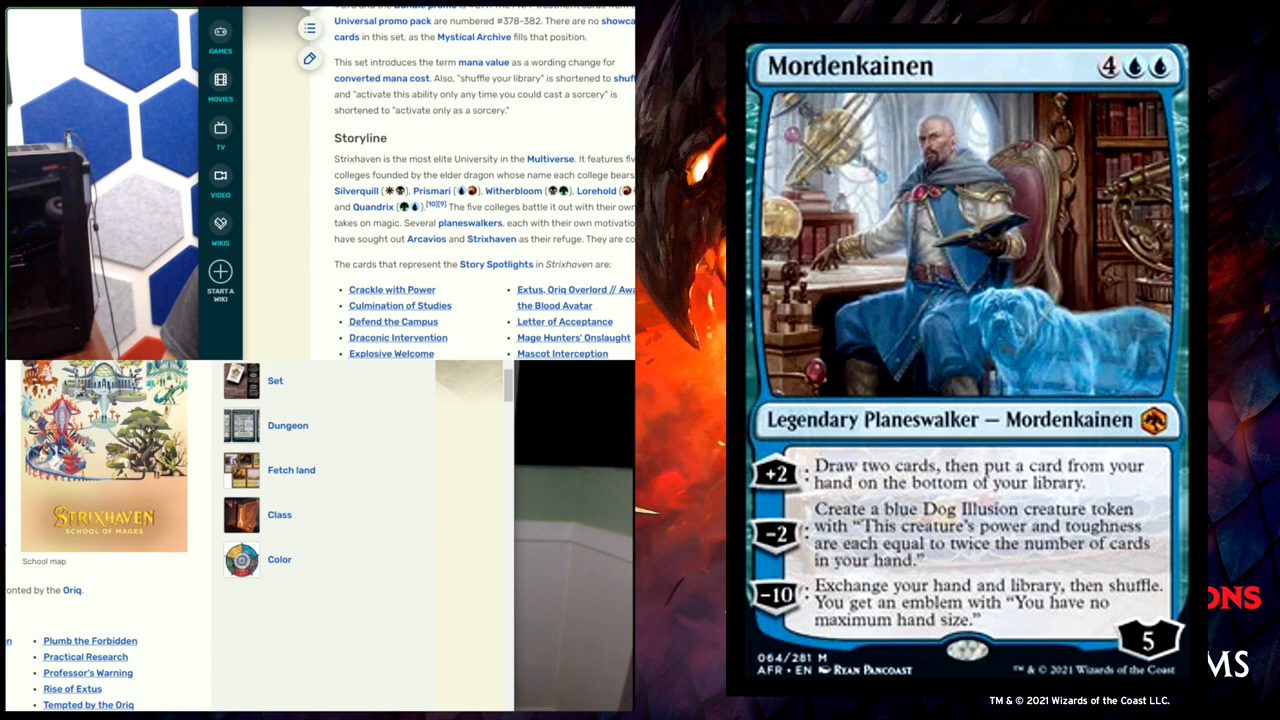 GAMES
MOVIES
TV
VIDEO
WIKIS
START A
WIKI
Universal promo pack are numbered #378-382. There are no showca
cards in this set, as the Mystical Archive fills that position.
This set introduces the term mana value as a wording change for
converted mana cost. Also, "shuffle your library" is shortened to shuf
and "activate this ability only any time you could cast a sorcery" is
shortened to "activate only as a sorcery."
Storyline
Strixhaven is the most elite University in the Multiverse. It features fiv
colleges founded by the elder dragon whose name each college bears
Silverquill ( ), Prismari ( ), Witherbloom ( ), Lorehold (
and Quandrix ( ).[10][9] The five colleges battle it out with their own
takes on magic. Several planeswalkers, each with their own motivatio
have sought out Arcavios and Strixhaven as their refuge. They are co
The cards that represent the Story Spotlights in Strixhaven are:
• Crackle with Power
• Culmination of Studies
• Defend the Campus
• Draconic Intervention
• Explosive Welcome
• Extus, Oriq Overlord // Awa
the Blood Avatar
• Letter of Acceptance
• Mage Hunters' Onslaught
• Mascot Interception
STRIXHAVEN
SCHOOL OF MAGES
School map
onted by the Oriq.
n
• Plumb the Forbidden
• Practical Research
• Professor's Warning
• Rise of Extus
• Tempted by the Oriq
Set
Dungeon
Fetch land
Class
Color
Mordenkainen
4
Legendary Planeswalker — Mordenkainen
+2 : Draw two cards, then put a card from your
hand on the bottom of your library.
Create a blue Dog Illusion creature token
with “This creature's power and toughness
-2 : are each equal to twice the number of cards
in your hand.”
-10 : Exchange your hand and library, then shuffle.
You get an emblem with “You have no
maximum hand size.”
5
064/281 M
AFR • EN RYAN PANCOAST
™ & © 2021 Wizards of the Coast
ONS
MS
TM & © 2021 Wizards of the Coast LLC.